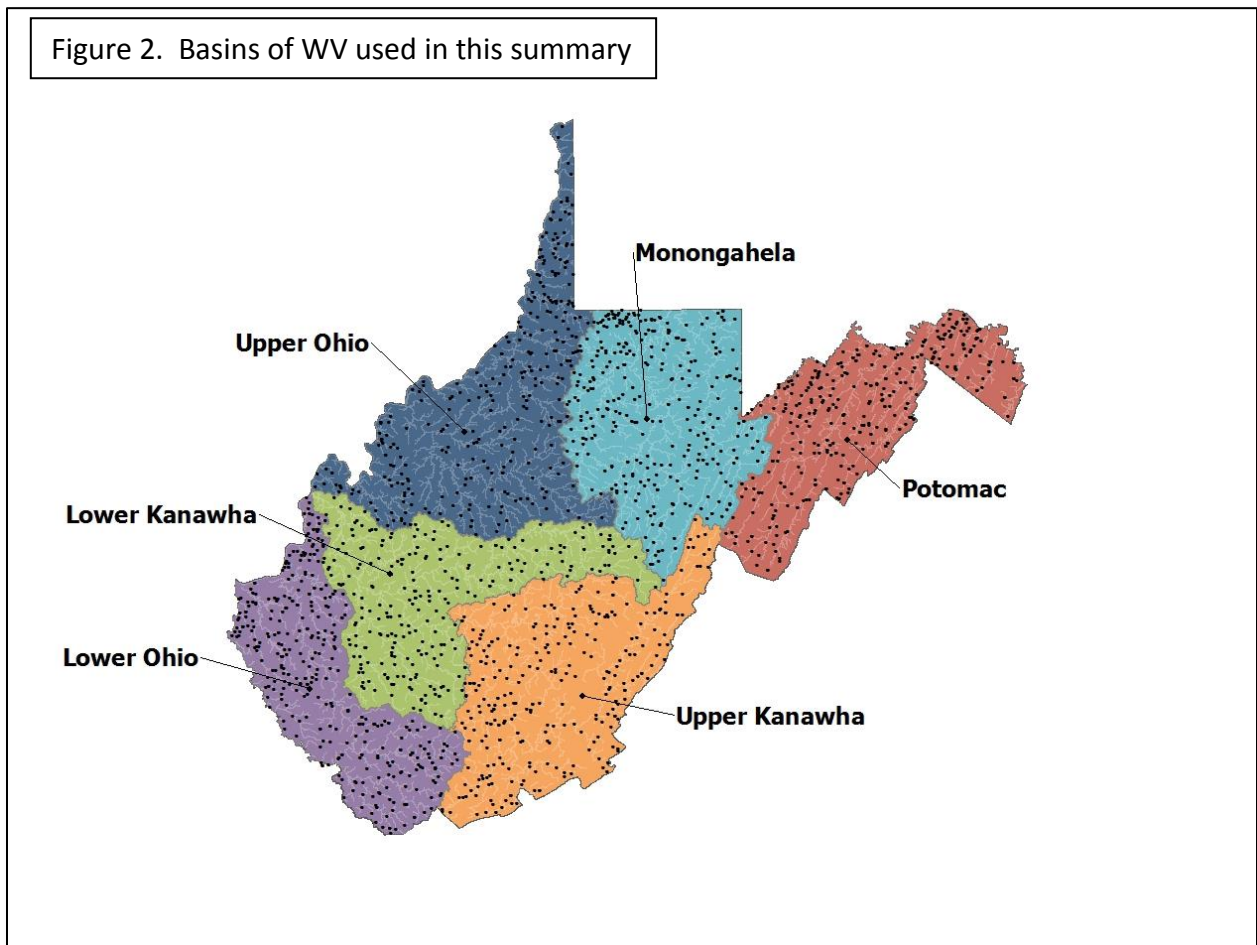 Figure 2. Basins of WV used in this summary
Monongahela
Upper Ohio
Potomac
Lower Kanawha
Lower Ohio
Upper Kanawha